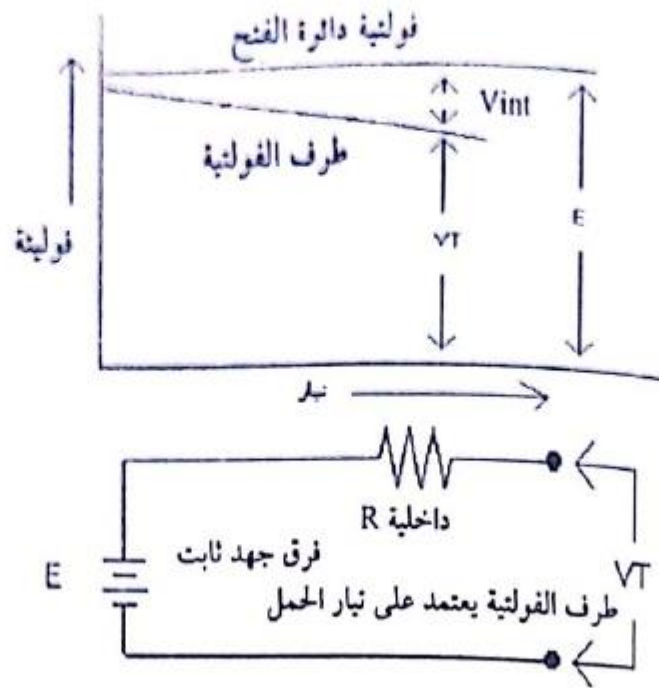 فولتية دائرة الفتح
Vint
طرف الفولتية
VT
E
فوليثة
تيار
داخلية R
فرق جهد ثابت
E
VT
طرف الفولتية يعتمد على تيار الحمل